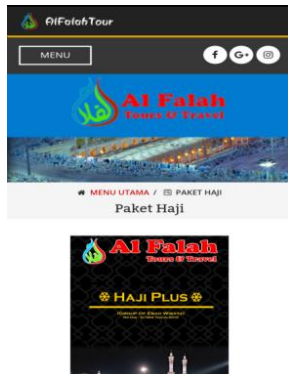 AlFalahTour
MENU
f G+
Al Falah
Tours & Travel
MENU UTAMA / PAKET HAJI
Paket Haji
Al Falah
Tours & Travel
HAJI PLUS